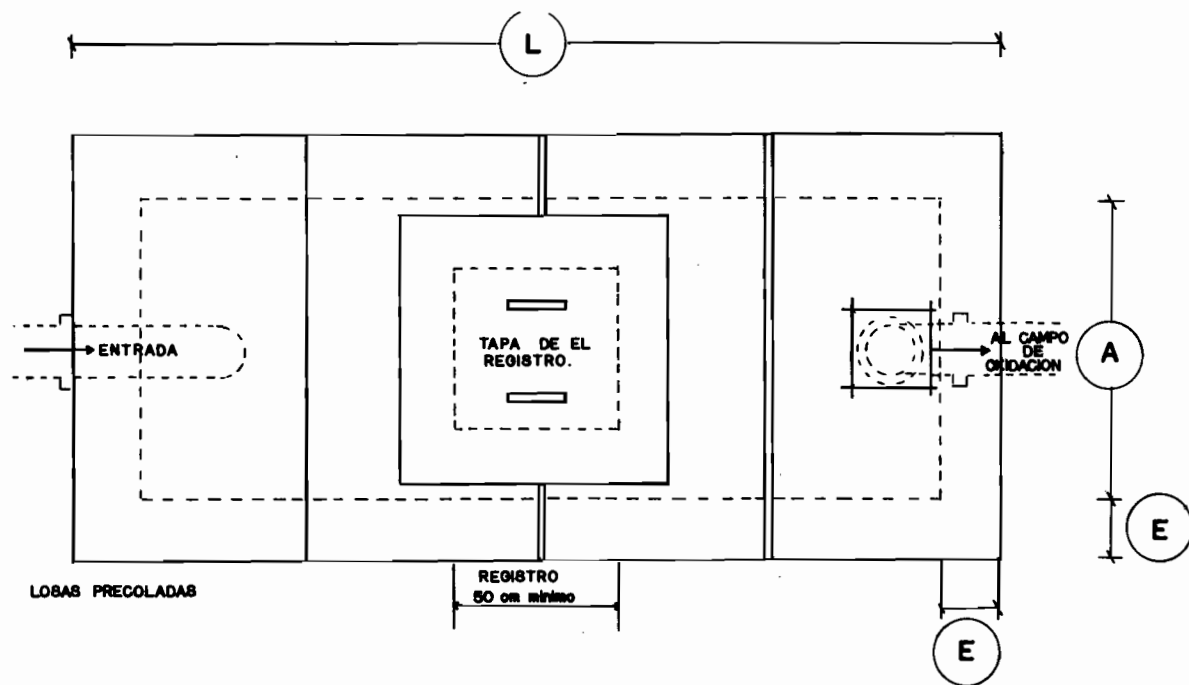 L
ENTRADA
TAPA DE EL
REGISTRO.
AL CAMPO
DE
OXIDACION
A
E
LOSAS PRECOLADAS
REGISTRO
50 cm minimo
E